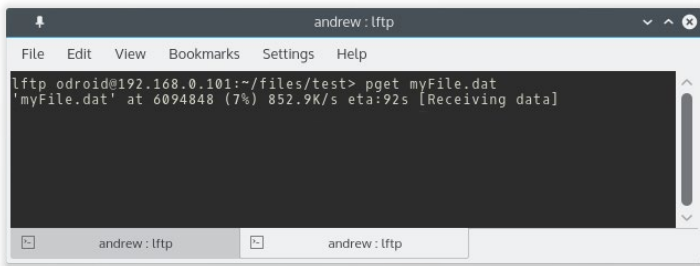 andrew : lftp
File Edit View Bookmarks Settings Help
lftp odroid@192.168.0.101:~/files/test> pget myFile.dat
'myFile.dat' at 6094848 (7%) 852.9K/s eta:92s [Receiving data]
andrew : lftp andrew : lftp